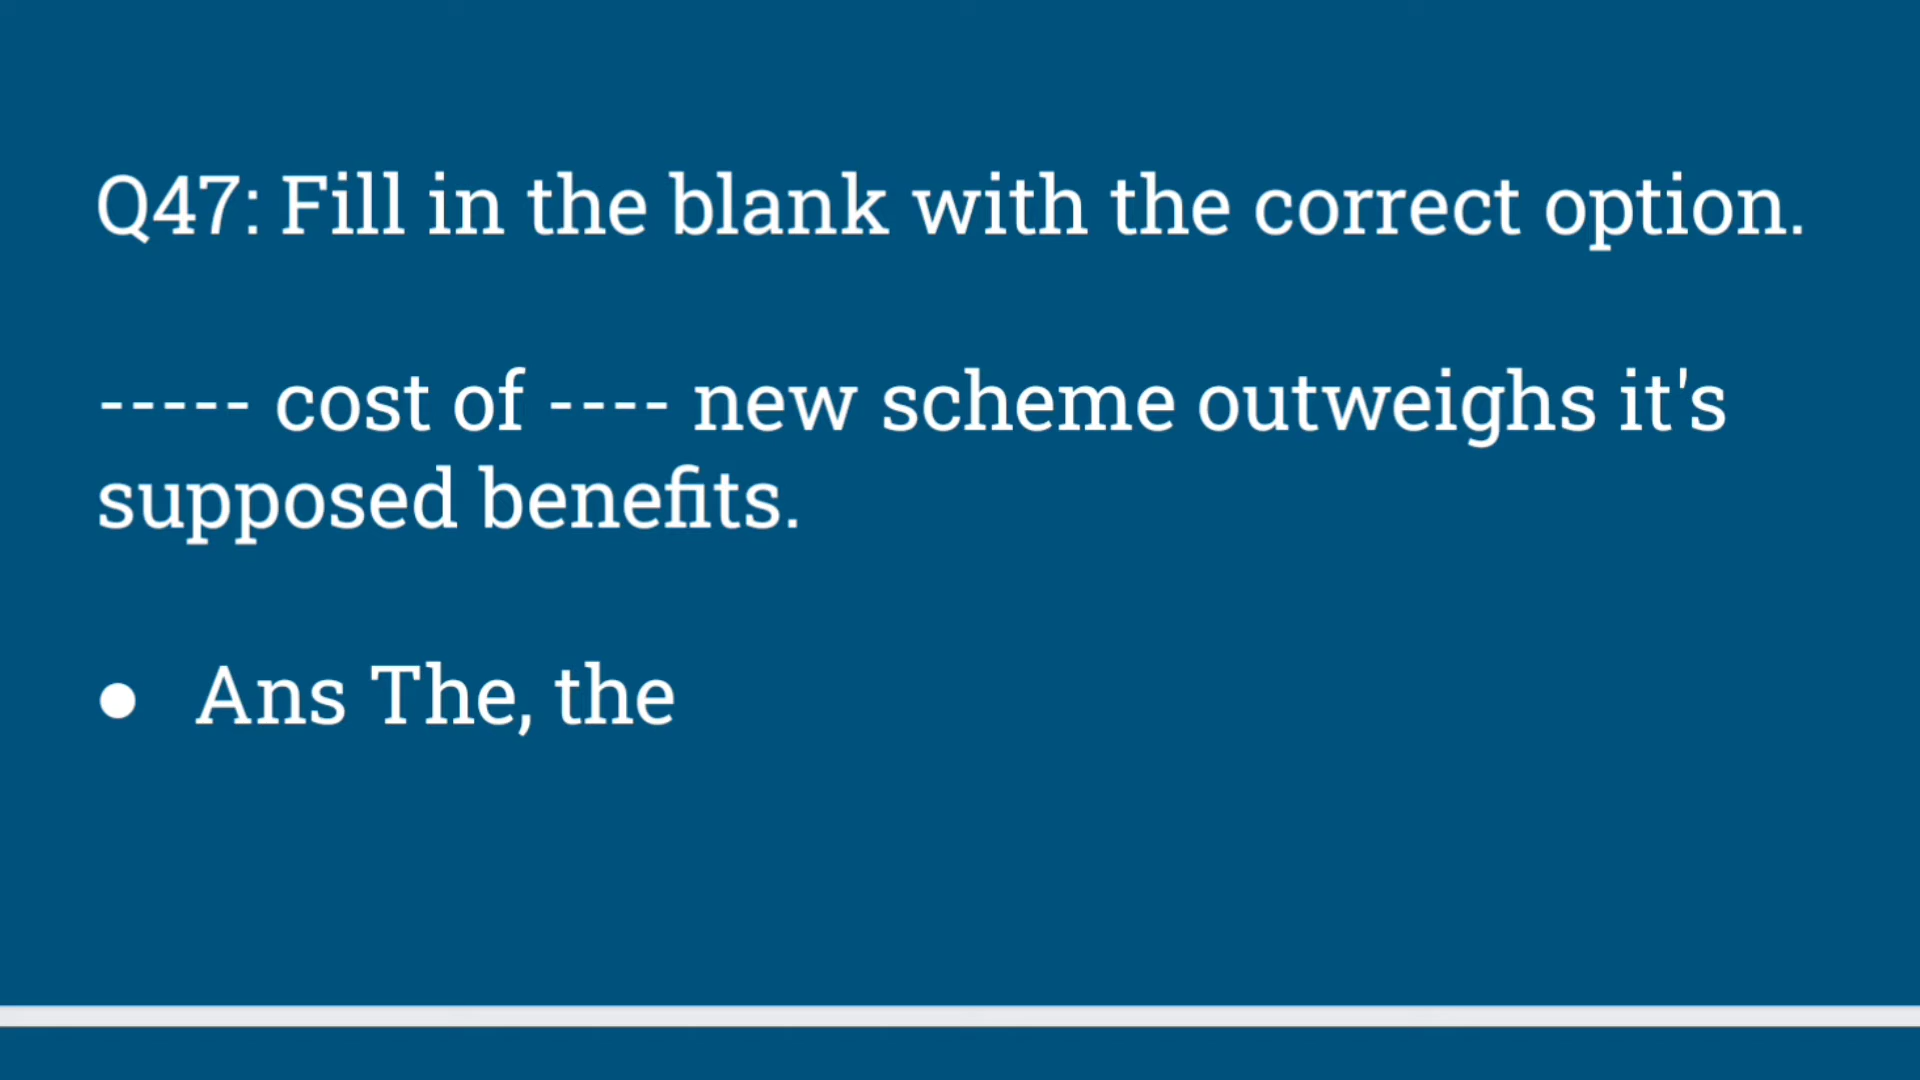 Q47: Fill in the blank with the correct option.
----- cost of ---- new scheme outweighs it's
supposed benefits.
● Ans The, the